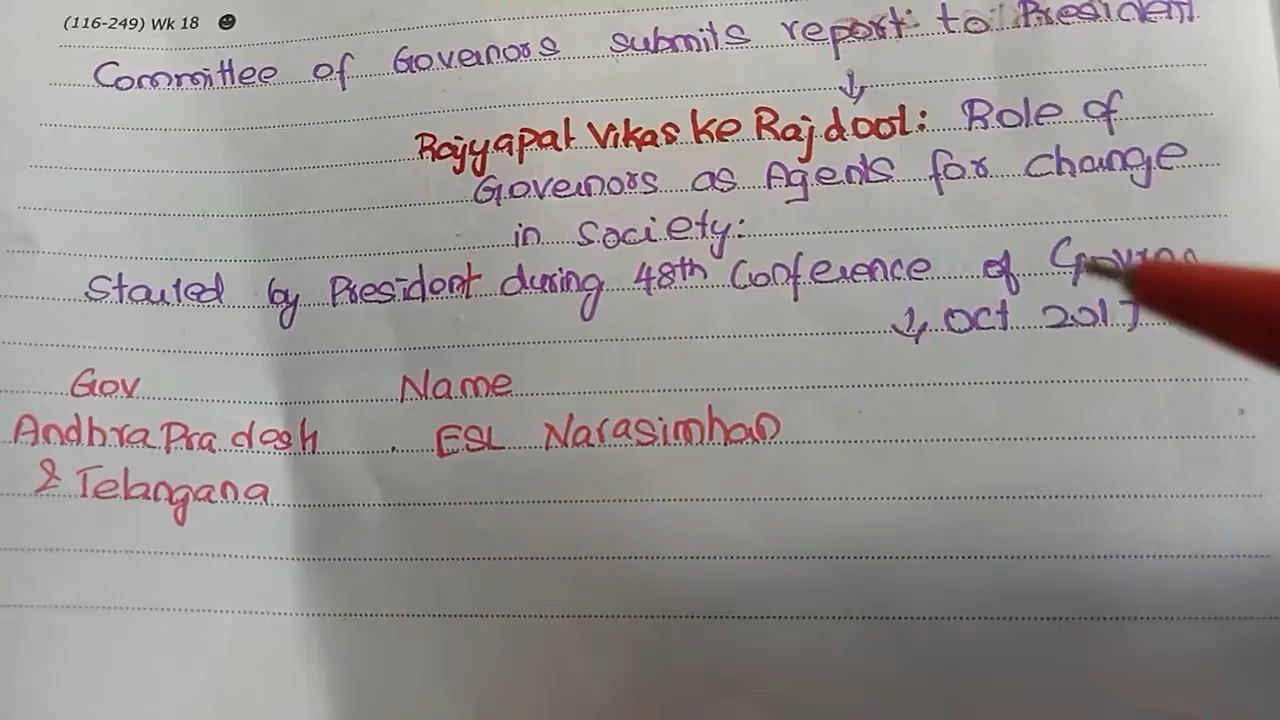 (116-249) Wk 18
Committee of Governors submits report to President
Rajyapal Vikas ke Rajdoot: Role of
Governors as Agents for change
in Society:
Started by President during 48th Conference of
Oct 2017
Gov Name
Andhra Pradesh ESL Narasimhan
& Telangana